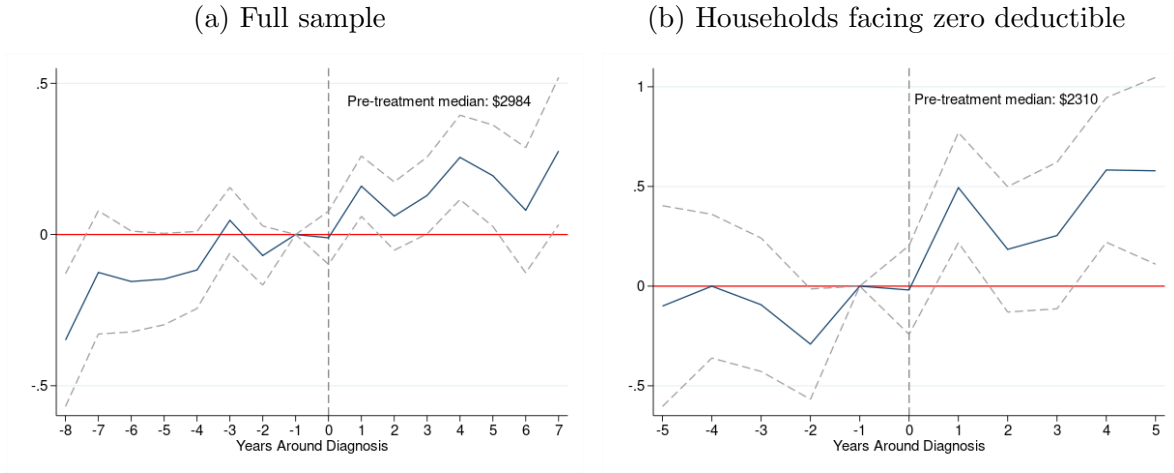 (a) Full sample
Pre-treatment median: $2984
.5
0
-.5
-8 -7 -6 -5 -4 -3 -2 -1 0 1 2 3 4 5 6 7
Years Around Diagnosis
(b) Households facing zero deductible
Pre-treatment median: $2310
1
.5
0
-.5
-5 -4 -3 -2 -1 0 1 2 3 4 5
Years Around Diagnosis